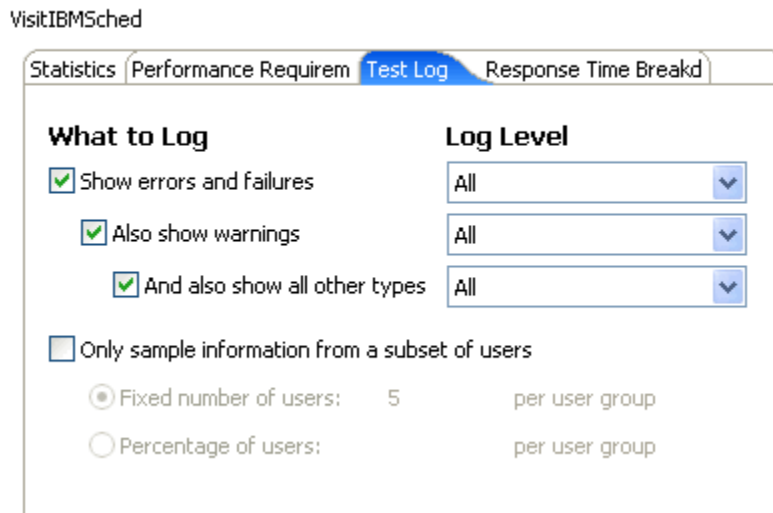 VisitIBMSched
Statistics Performance Requirem Test Log Response Time Breakd
What to Log Log Level
Show errors and failures All
Also show warnings All
And also show all other types All
Only sample information from a subset of users
Fixed number of users: 5 per user group
Percentage of users: per user group